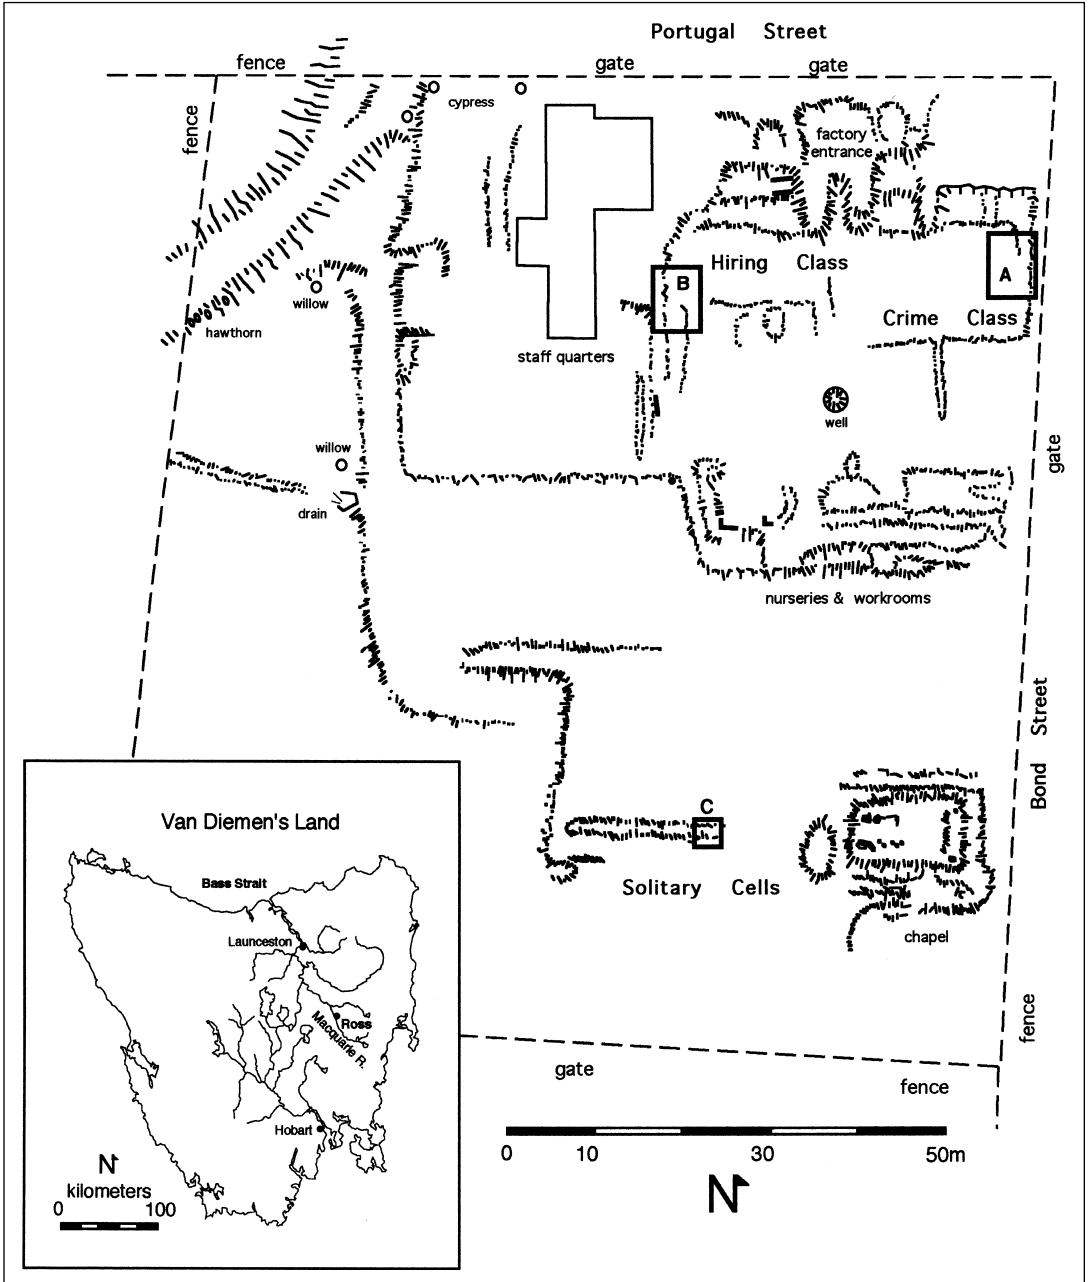 Portugal Street
fence
gate
gate
cypress
fence
factory
entrance
Hiring Class
B
A
willow
hawthorn
Crime Class
staff quarters
well
willow
gate
drain
nurseries & workrooms
Bond Street
C
Solitary Cells
chapel
fence
gate
fence
0 10 30 50m
N
Van Diemen's Land
Bass Strait
Launceston
Ross
Macquarie R.
Hobart
N
kilometers
0 100